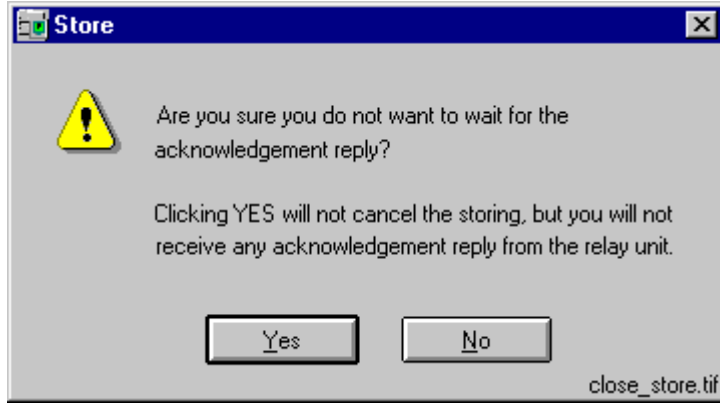 Store
Are you sure you do not want to wait for the
acknowledgement reply?
Clicking YES will not cancel the storing, but you will not
receive any acknowledgement reply from the relay unit.
Yes No
close_store.tif